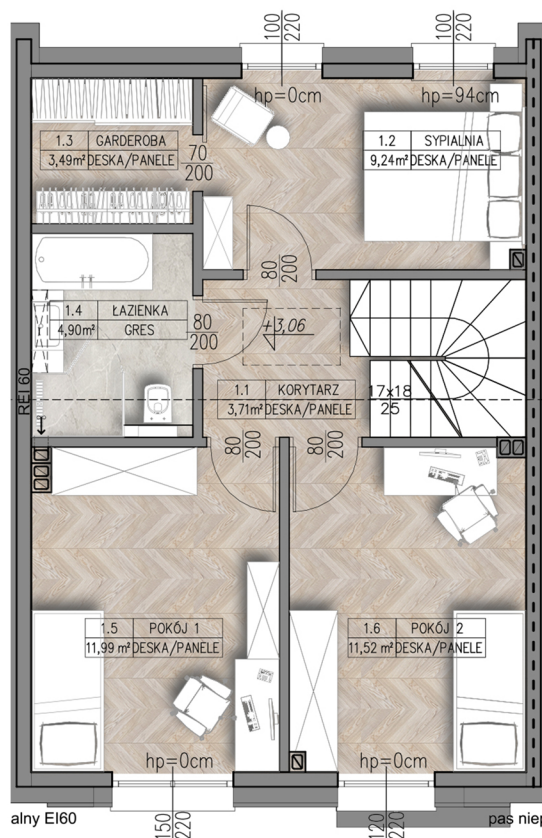 100
220
100
220
hp=0cm
hp=94cm
1.3 GARDEROBA
3,49m² DESKA/PANELE
70
200
1.2 SYPIALNIA
9,24m² DESKA/PANELE
80
200
1.4 ŁAZIENKA
4,90m² GRES
80
200
+3,06
REI 60
1.1 KORYTARZ
3,71m² DESKA/PANELE
17x18
25
80
200
80
200
1.5 POKÓJ 1
11,99 m² DESKA/PANELE
1.6 POKÓJ 2
11,52 m² DESKA/PANELE
hp=0cm
hp=0cm
150
220
120
220
alny EI60
pas niep